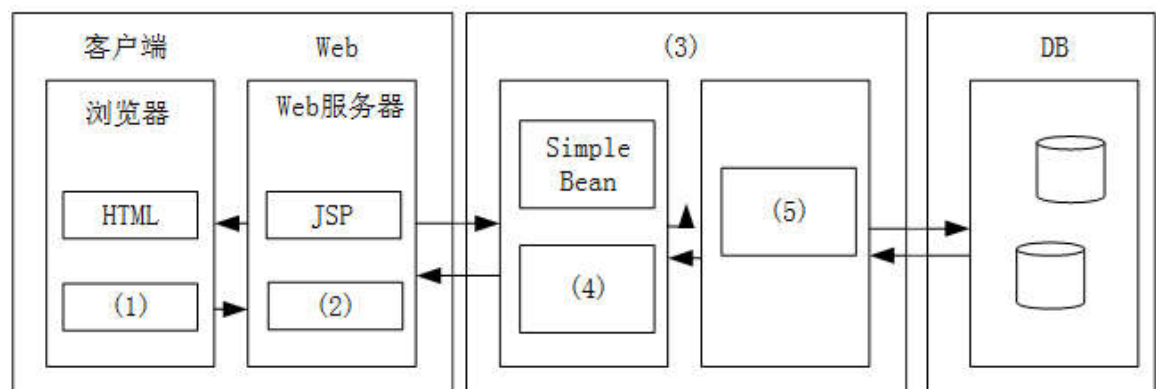 客户端
Web
(3)
DB
浏览器
Web服务器
Simple
Bean
HTML
JSP
(5)
(1)
(2)
(4)